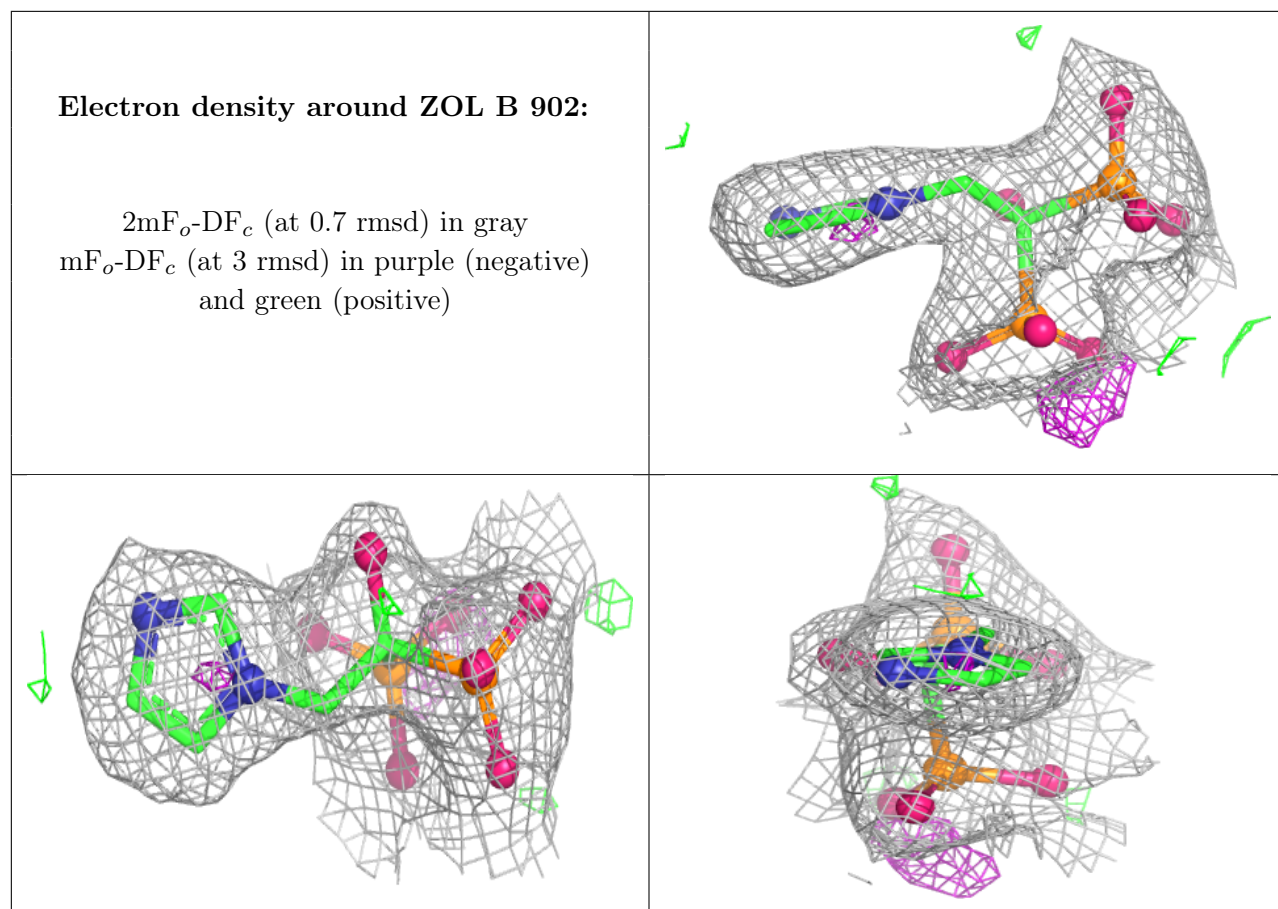 Electron density around ZOL B 902:
2mFo-DFc (at 0.7 rmsd) in gray
mFo-DFc (at 3 rmsd) in purple (negative)
and green (positive)